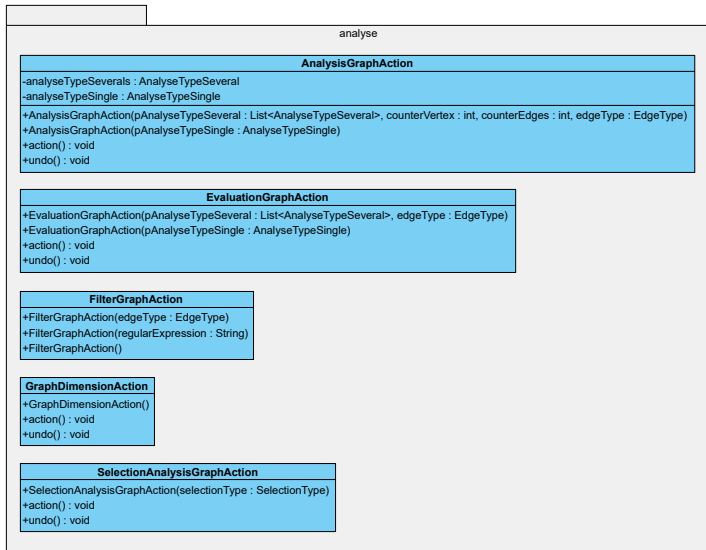 analyse
AnalysisGraphAction
-analyseTypeSeverals : AnalyseTypeSeveral
-analyseTypeSingle : AnalyseTypeSingle
+AnalysisGraphAction(pAnalyseTypeSeveral : List<AnalyseTypeSeveral>, counterVertex : int, counterEdges : int, edgeType : EdgeType)
+AnalysisGraphAction(pAnalyseTypeSingle : AnalyseTypeSingle)
+action() : void
+undo() : void
EvaluationGraphAction
+EvaluationGraphAction(pAnalyseTypeSeveral : List<AnalyseTypeSeveral>, edgeType : EdgeType)
+EvaluationGraphAction(pAnalyseTypeSingle : AnalyseTypeSingle)
+action() : void
+undo() : void
FilterGraphAction
+FilterGraphAction(edgeType : EdgeType)
+FilterGraphAction(regularExpression : String)
+FilterGraphAction()
GraphDimensionAction
+GraphDimensionAction()
+action() : void
+undo() : void
SelectionAnalysisGraphAction
+SelectionAnalysisGraphAction(selectionType : SelectionType)
+action() : void
+undo() : void